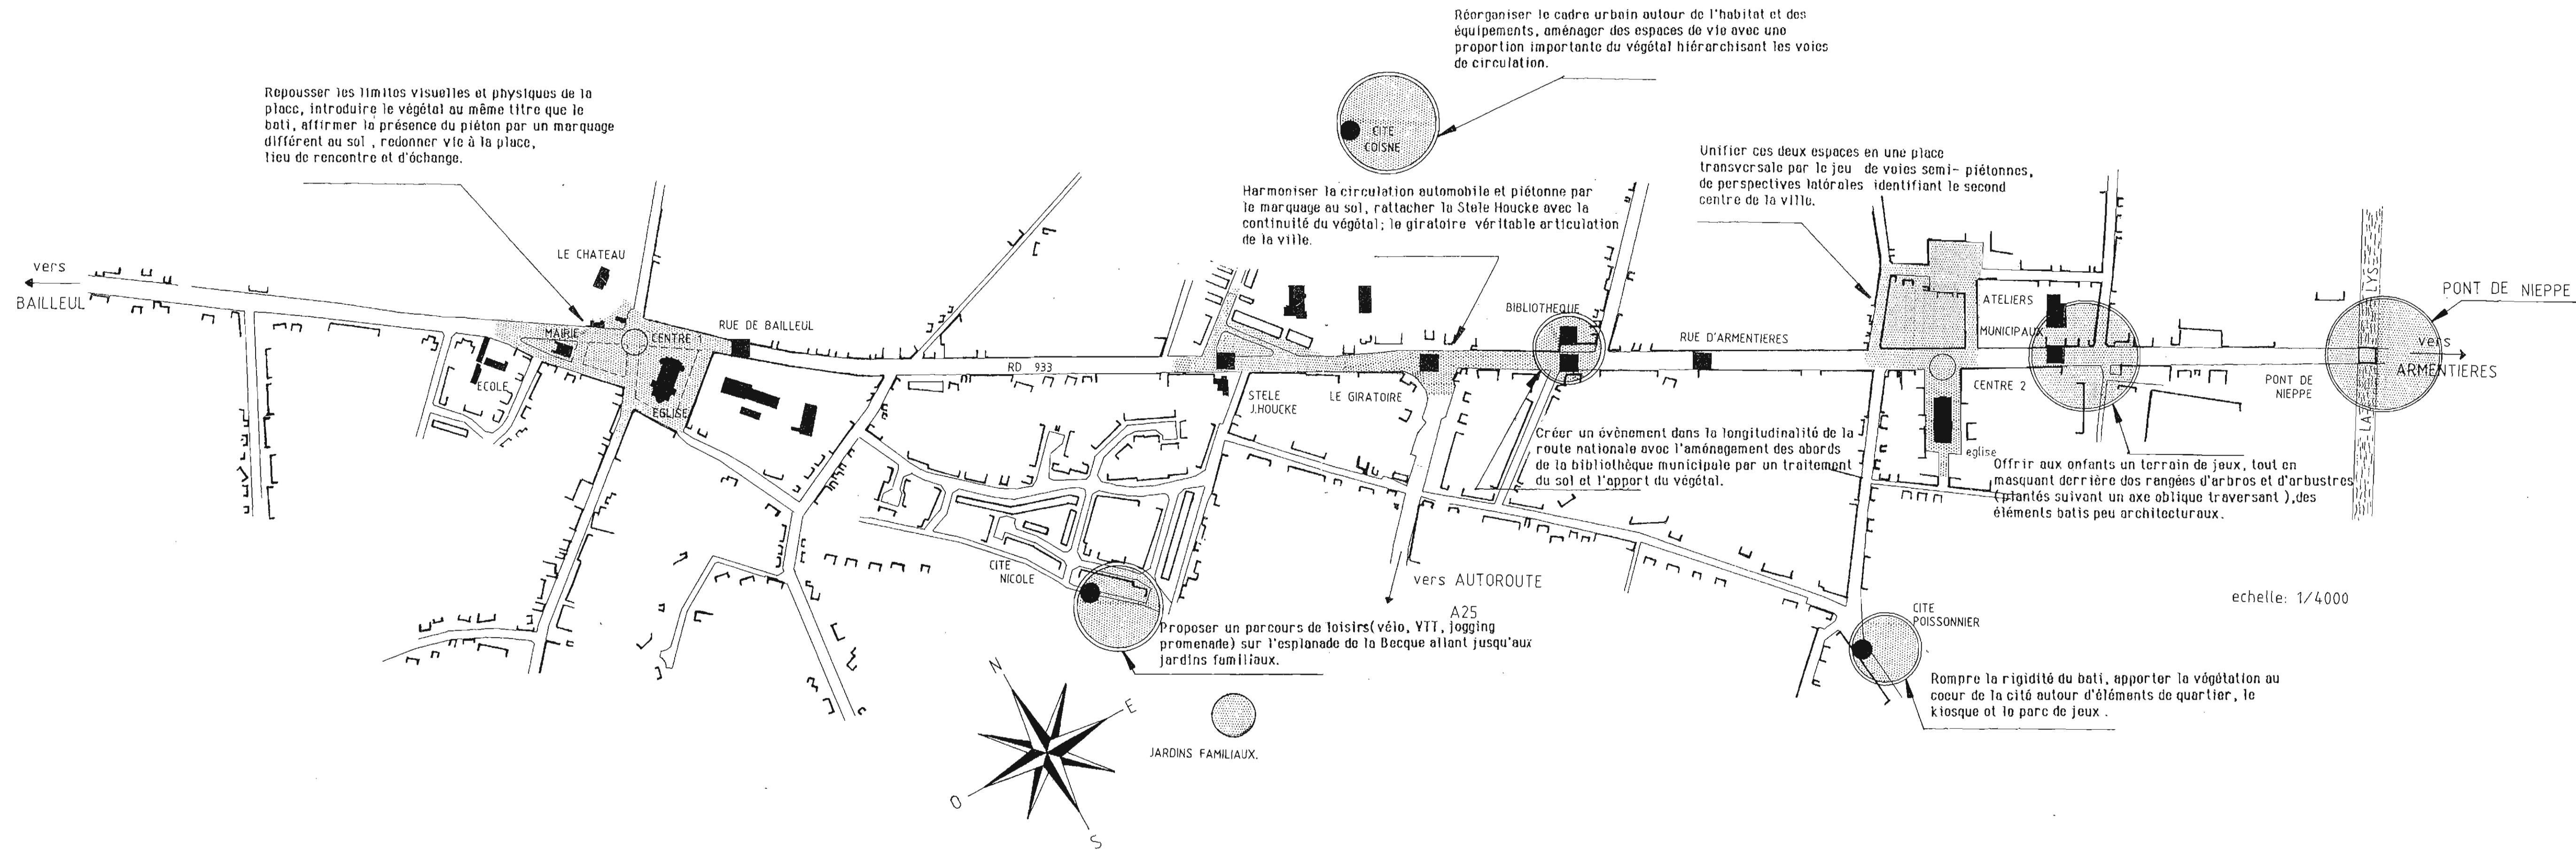 Réorganiser le cadre urbain autour de l'habitat et des
équipements, aménager des espaces de vie avec une
proportion importante du végétal hiérarchisant les voies
de circulation.
Repousser les limites visuelles et physiques de la
place, introduire le végétal au même titre que le
bati, affirmer la présence du piéton par un marquage
différent au sol , redonner vie à la place,
lieu de rencontre et d'échange.
CITE
COISNE
Unifier ces deux espaces en une place
transversale par le jeu de voies semi- piétonnes,
de perspectives latérales identifiant le second
centre de la ville.
Harmoniser la circulation automobile et piétonne par
le marquage au sol, rattacher la Stele Houcke avec la
continuité du végétal; le giratoire véritable articulation
de la ville.
LE CHATEAU
vers
BAILLEUL
MAIRIE
CENTRE 1
RUE DE BAILLEUL
ECOLE
EGLISE
RD 933
STELE
J.HOUCKE
LE GIRATOIRE
BIBLIOTHEQUE
RUE D'ARMENTIERES
ATELIERS
MUNICIPAUX
CENTRE 2
eglise
PONT DE
NIEPPE
LA LYS
PONT DE NIEPPE
vers
ARMENTIERES
Créer un évènement dans la longitudinalité de la
route nationale avec l'aménagement des abords
de la bibliothèque municipale par un traitement
du sol et l'apport du végétal.
Offrir aux enfants un terrain de jeux, tout en
masquant derrière des rangées d'arbres et d'arbustres
(plantés suivant un axe oblique traversant ),des
éléments batis peu architecturaux.
CITE
NICOLE
vers AUTOROUTE
A25
echelle: 1/4000
Proposer un parcours de loisirs(vélo, VTT, jogging
promenade) sur l'esplanade de la Becque allant jusqu'aux
jardins familiaux.
CITE
POISSONNIER
Rompre la rigidité du bati, apporter la végétation au
coeur de la cité autour d'éléments de quartier, le
kiosque et le parc de jeux .
JARDINS FAMILIAUX.
N
E
O
S